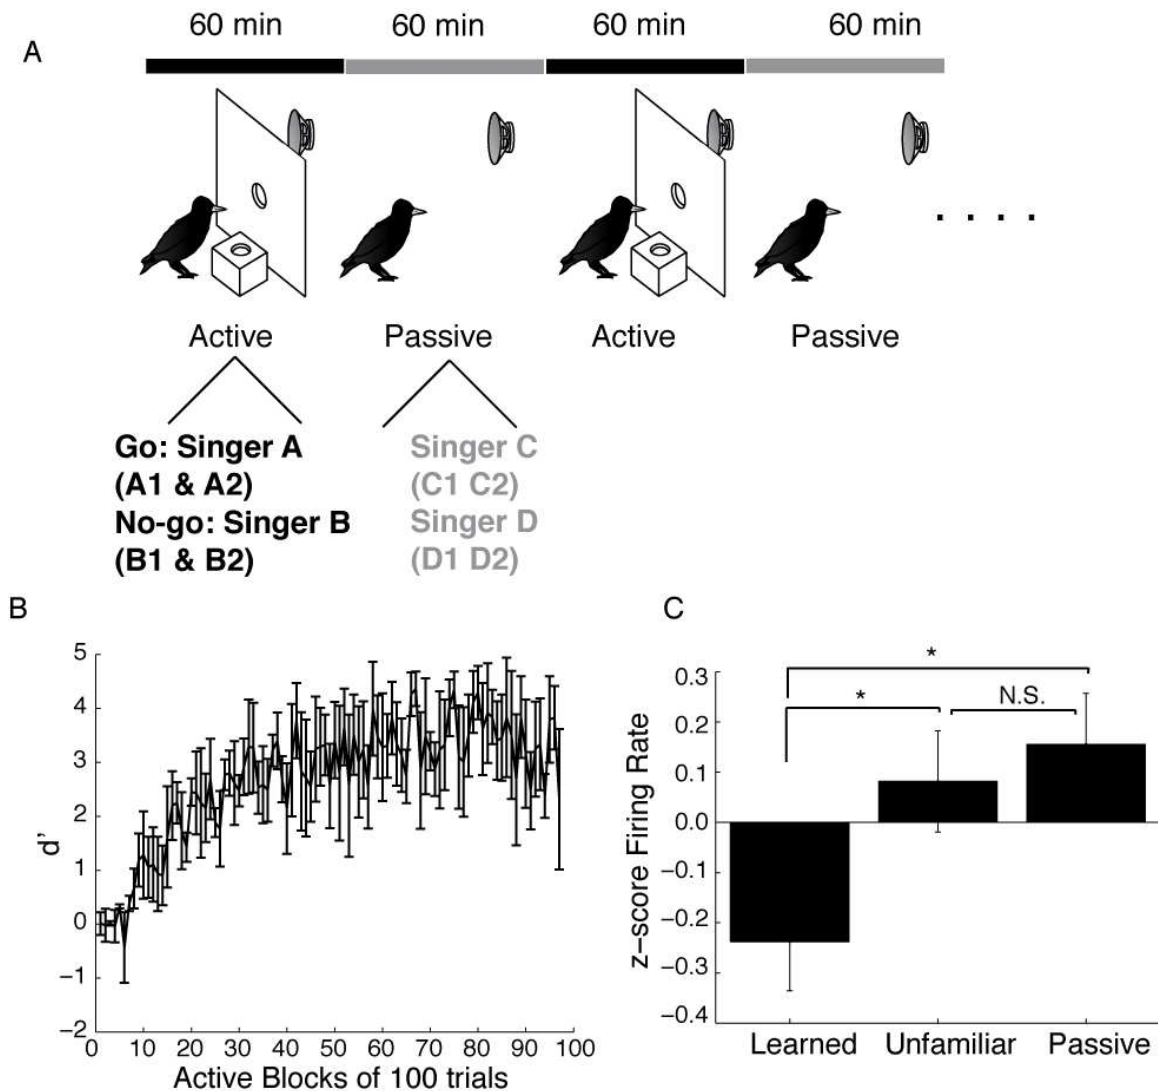 A
60 min 60 min 60 min 60 min
. . . .
Active Passive Active Passive
Go: Singer A
(A1 & A2)
No-go: Singer B
(B1 & B2)
Singer C
(C1 C2)
Singer D
(D1 D2)
B
5
4
3
2
1
0
−1
−2
d'
0 10 20 30 40 50 60 70 80 90 100
Active Blocks of 100 trials
C
*
*
N.S.
0.3
0.2
0.1
0.0
−0.1
−0.2
−0.3
−0.4
z−score Firing Rate
Learned Unfamiliar Passive